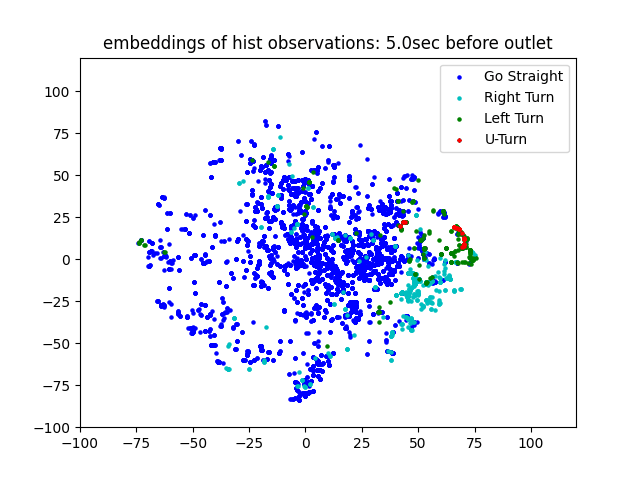 embeddings of hist observations: 5.0sec before outlet
Go Straight
Right Turn
Left Turn
U-Turn
100
75
50
25
0
−25
−50
−75
−100
−100 −75 −50 −25 0 25 50 75 100